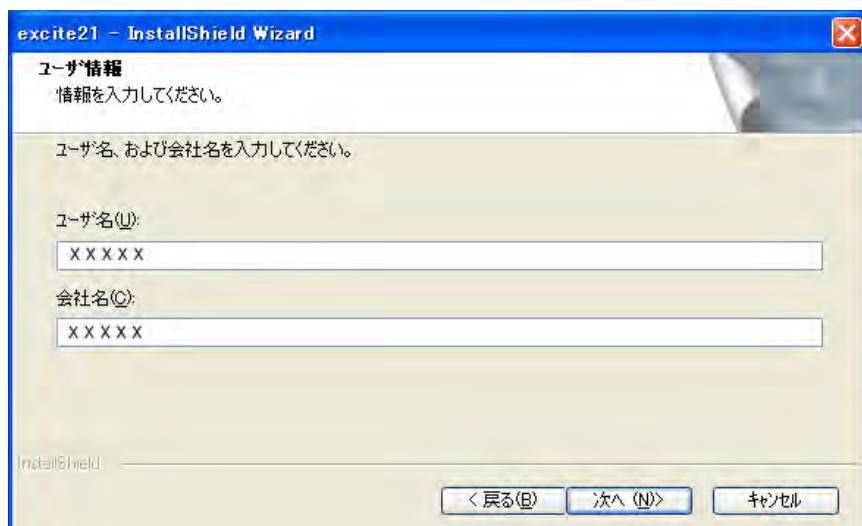 excite21 - InstallShield Wizard
ユーザ情報
情報を入力してください。
ユーザ名、および会社名を入力してください。
ユーザ名(U):
X X X X X
会社名(C):
X X X X X
InstallShield
< 戻る(B) 次へ (N)> キャンセル